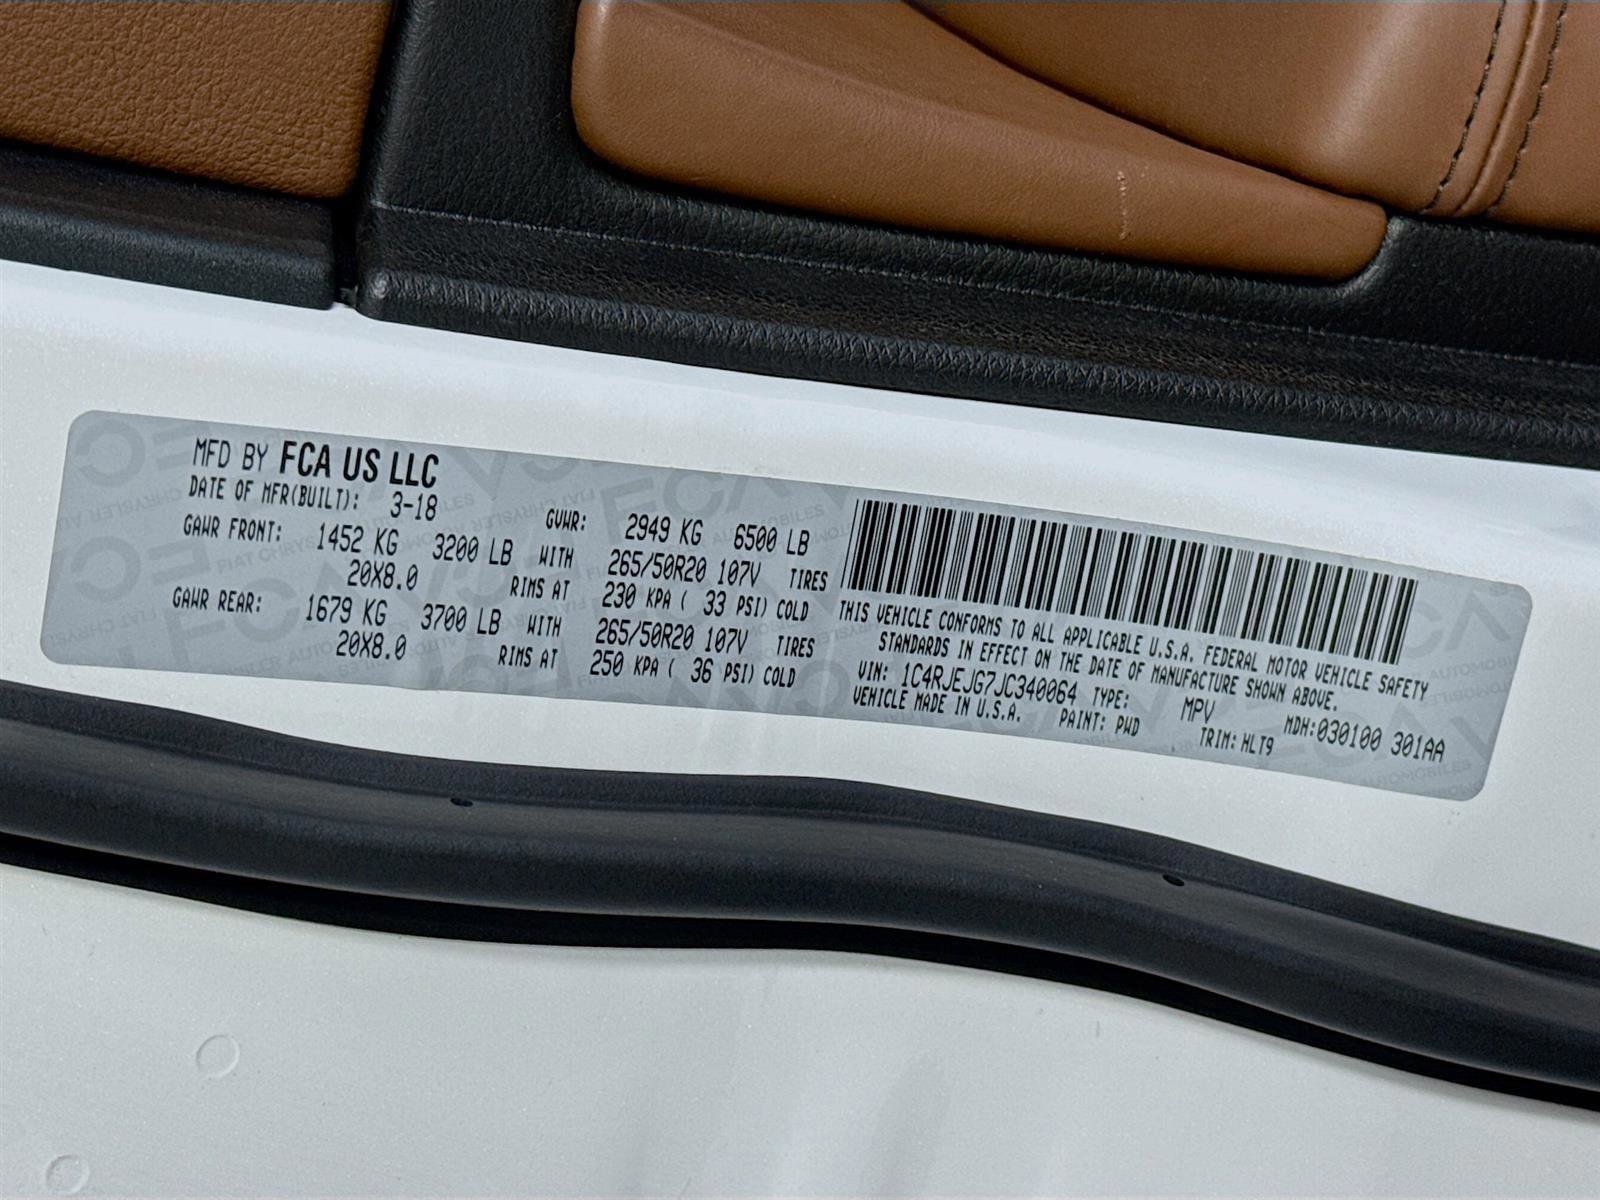 MFD BY FCA US LLC
DATE OF MFR(BUILT): 3-18 GVWR: 2949 KG 6500 LB
GAWR FRONT: 1452 KG 3200 LB WITH 265/50R20 107V TIRES
20X8.0 RIMS AT 230 KPA ( 33 PSI) COLD
GAWR REAR: 1679 KG 3700 LB WITH 265/50R20 107V TIRES
20X8.0 RIMS AT 250 KPA ( 36 PSI) COLD
THIS VEHICLE CONFORMS TO ALL APPLICABLE U.S.A. FEDERAL MOTOR VEHICLE SAFETY
STANDARDS IN EFFECT ON THE DATE OF MANUFACTURE SHOWN ABOVE.
VIN: 1C4RJEJG7JC340064 TYPE: MPV MDH:030100 301AA
VEHICLE MADE IN U.S.A. PAINT: PWD TRIM: HLT9